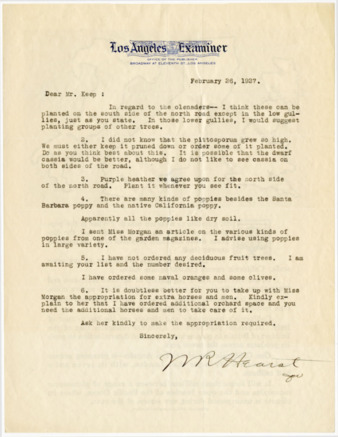 Los Angeles Examiner
OFFICE OF THE PUBLISHER
BROADWAY AT ELEVENTH ST. LOS ANGELES
February 26, 1927.
Dear Mr. Keep :
In regard to the oleanders-- I think these can be
planted on the south side of the north road except in the low gul-
lies, just as you state. In those lower gullies, I would suggest
planting groups of other trees.
2. I did not know that the pittosporum grew so high.
We must either keep it pruned down or order some of it planted.
Do as you think best about this. It is possible that the dwarf
cassia would be better, although I do not like to see cassia on
both sides of the road.
3. Purple heather we agree upon for the north side
of the north road. Plant it whenever you see fit.
4. There are many kinds of poppies besides the Santa
Barbara poppy and the native California poppy.
Apparently all the poppies like dry soil.
I sent Miss Morgan an article on the various kinds of
poppies from one of the garden magazines. I advise using poppies
in large variety.
5. I have not ordered any deciduous fruit trees. I am
awaiting your list and the number desired.
I have ordered some naval oranges and some olives.
6. It is doubtless better for you to take up with Miss
Morgan the appropriation for extra horses and men. Kindly ex-
plain to her that I have ordered additional orchard space and you
need the additional horses and men to take care of it.
Ask her kindly to make the appropriation required.
Sincerely,
W R Hearst